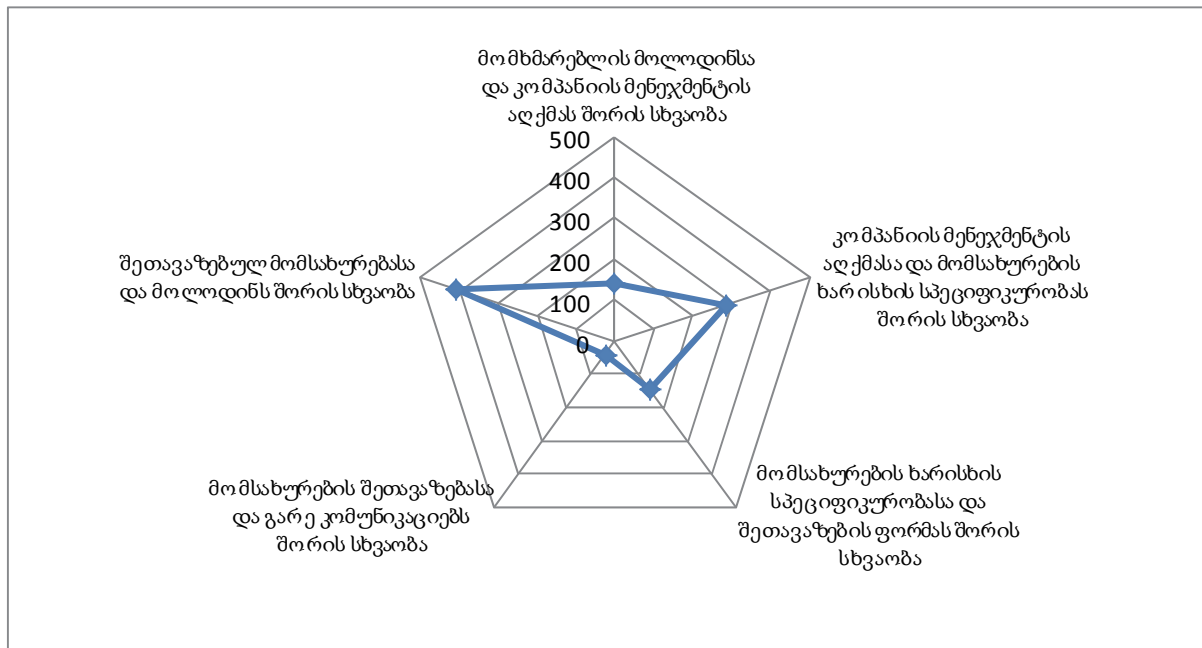 მომხმარებლის მოლოდინსა
და კომპანიის მენეჯმენტის
აღქმას შორის სხვაობა
500
400
300
200
100
0
კომპანიის მენეჯმენტის
აღქმასა და მომსახურების
ხარისხის სპეციფიკურობას
შორის სხვაობა
მომსახურების ხარისხის
სპეციფიკურობასა და
შეთავაზების ფორმას შორის
სხვაობა
მომსახურების შეთავაზებასა
და გარე კომუნიკაციებს
შორის სხვაობა
შეთავაზებულ მომსახურებასა
და მოლოდინს შორის სხვაობა